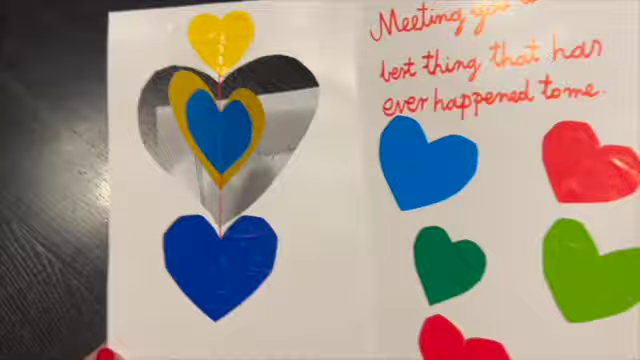 Meeting you
best thing that has
ever happened to me.